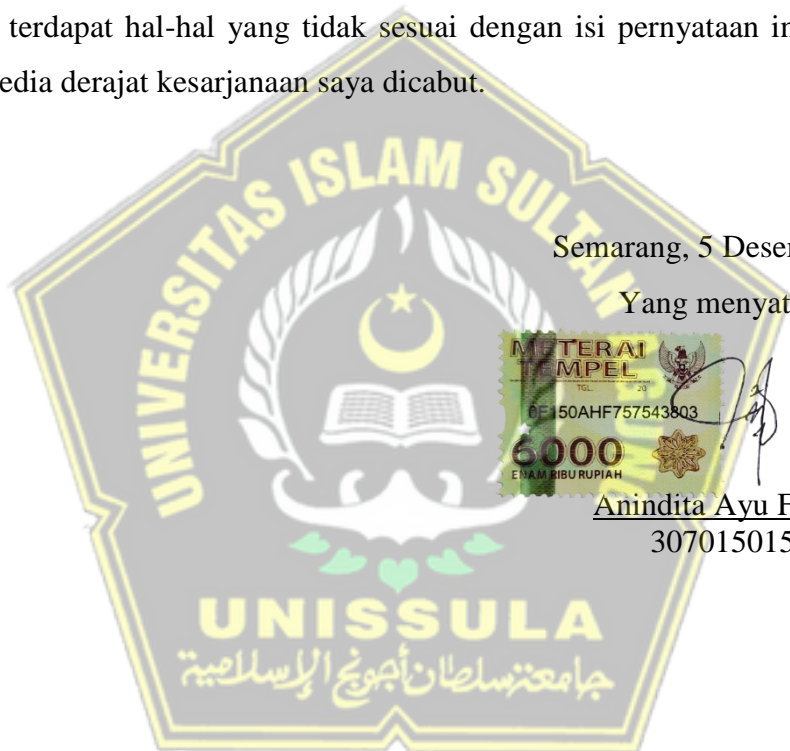 terdapat hal-hal yang tidak sesuai dengan isi pernyataan in
edia derajat kesarjanaan saya dicabut.
UNIVERSITAS ISLAM SULTAN
Semarang, 5 Deser
Yang menyat
METERAI
TEMPEL
TGL. 20
150AHF757543803
6000
ENAM RIBU RUPIAH
Anindita Ayu F
307015015
UNISSULA
جامعة سلطان أجونج الإسلامية